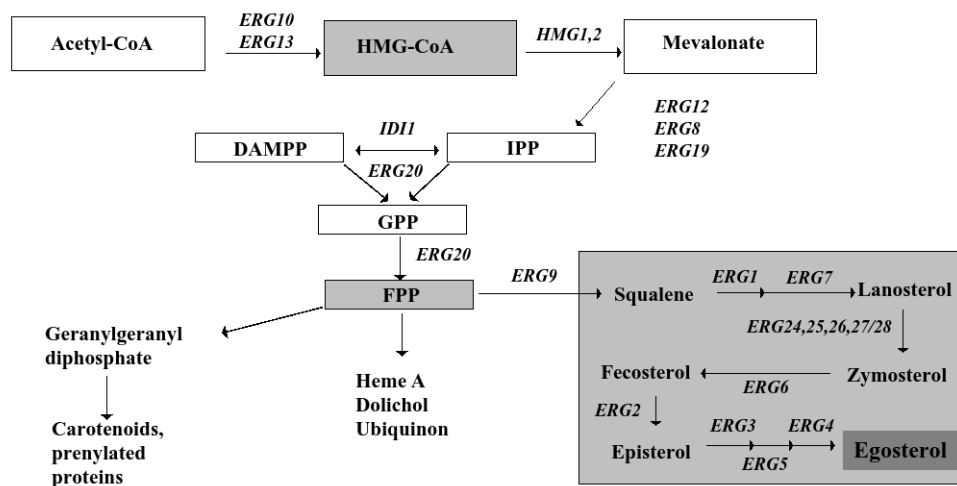 ERG10
Acetyl-CoA
ERG13
HMG-CoA
HMG1,2
Mevalonate
ERG12
ERG8
ERG19
DAMPP
IDI1
IPP
ERG20
GPP
ERG20
FPP
ERG9
Squalene
ERG1
ERG7
Lanosterol
ERG24,25,26,27/28
Zymosterol
ERG6
Fecosterol
ERG2
Episterol
ERG3
ERG5
ERG4
Egosterol
Geranylgeranyl
diphosphate
Carotenoids,
prenylated
proteins
Heme A
Dolichol
Ubiquinon